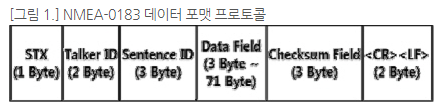 [그림 1.] NMEA-0183 데이터 포맷 프로토콜
STX
(1 Byte)
Talker ID
(2 Byte)
Sentence ID
(3 Byte)
Data Field
(3 Byte ~
71 Byte)
Checksum Field
(3 Byte)
<CR><LF>
(2 Byte)